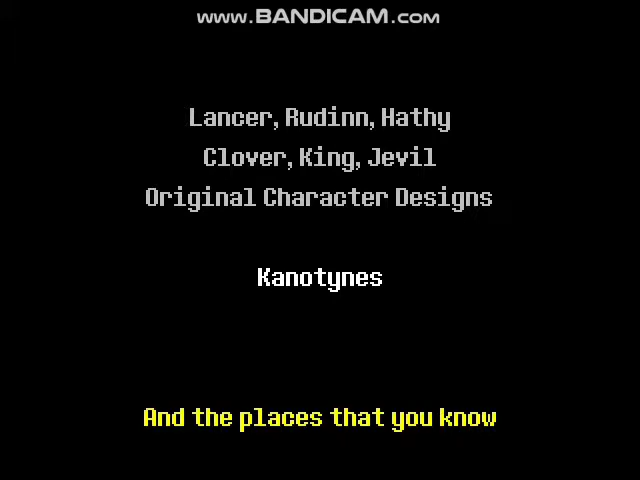 www.BANDICAM.com
Lancer, Rudinn, Hathy
Clover, King, Jevil
Original Character Designs
Kanotynes
And the places that you know